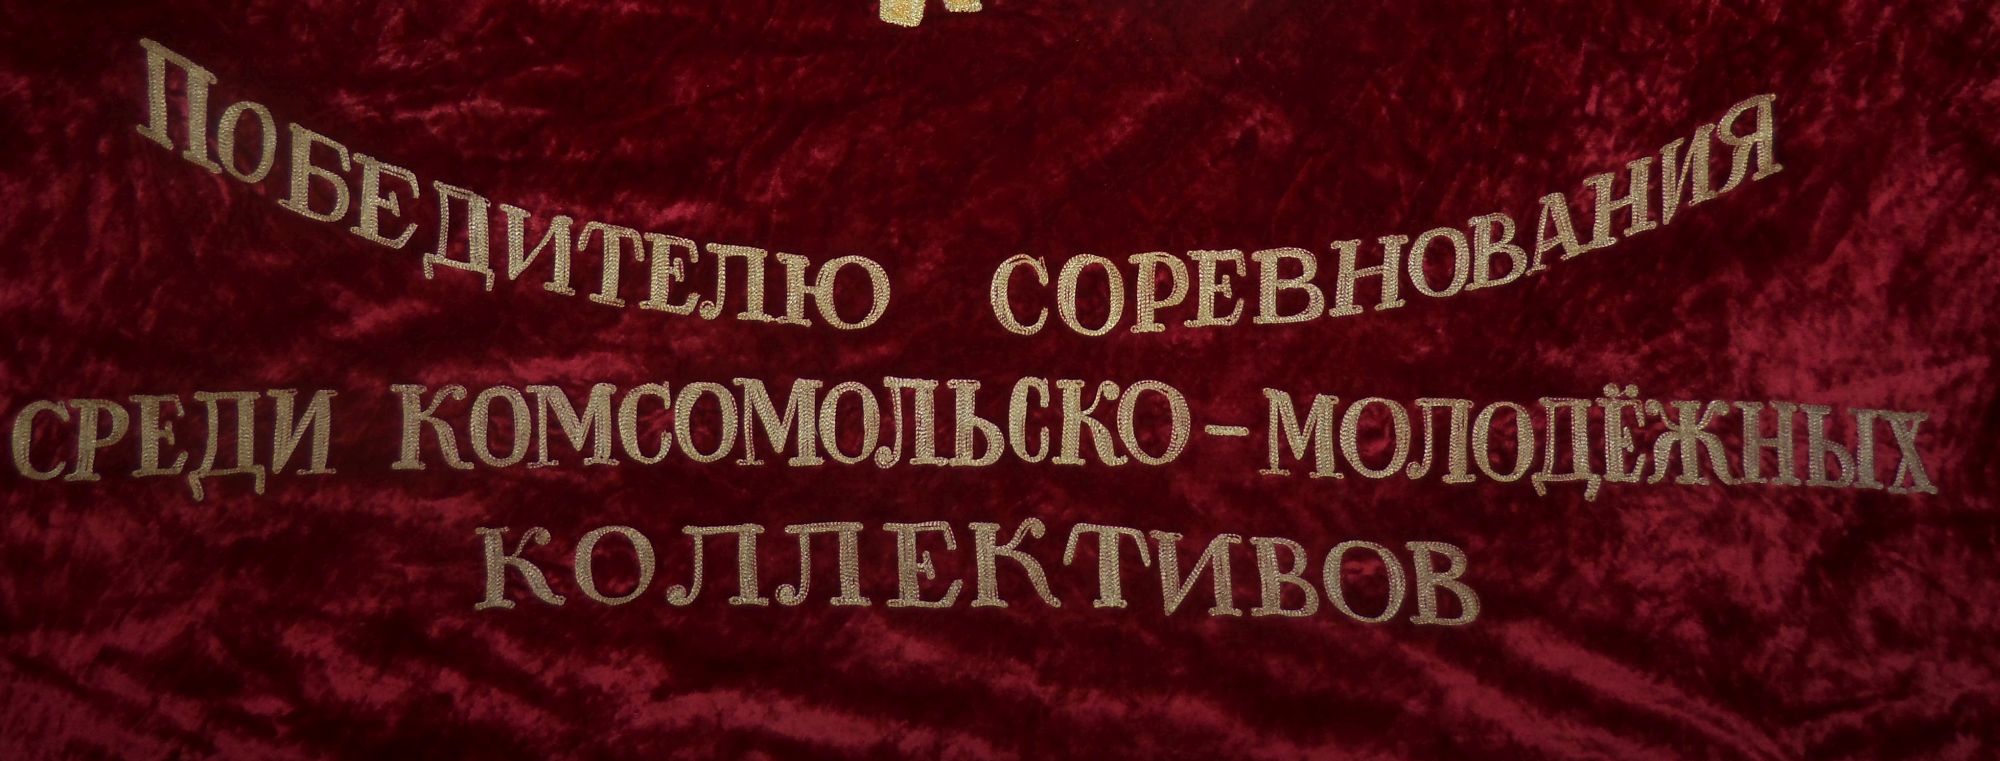 ПОБЕДИТЕЛЮ СОРЕВНОВАНИЯ
СРЕДИ КОМСОМОЛЬСКО-МОЛОДЁЖНЫХ
КОЛЛЕКТИВОВ